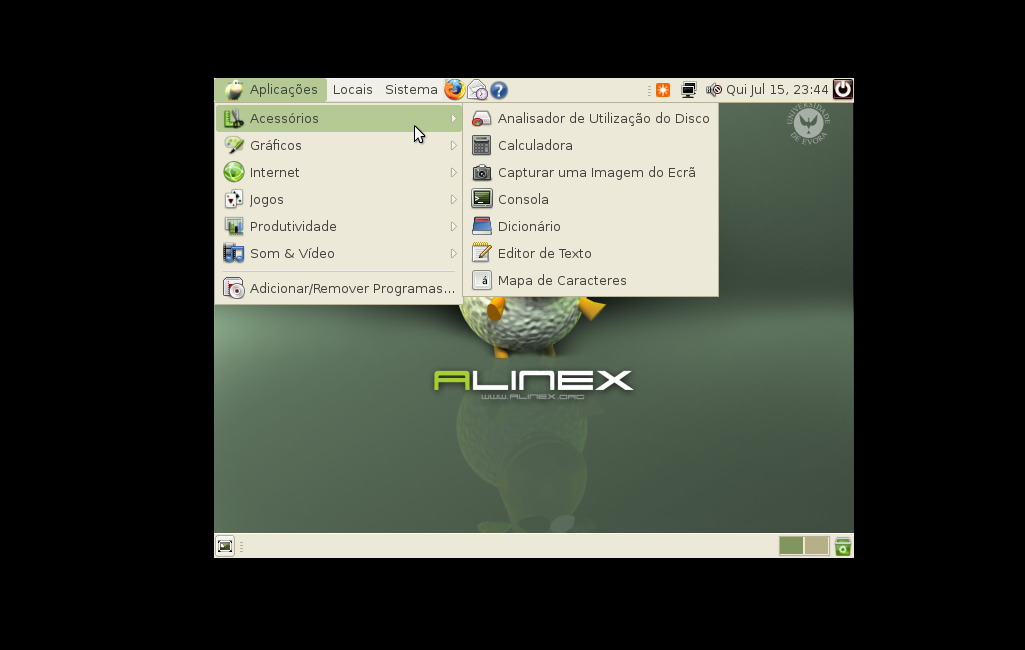 Aplicações Locais Sistema Qui Jul 15, 23:44
Acessórios
Gráficos
Internet
Jogos
Produtividade
Som & Vídeo
Adicionar/Remover Programas...
Analisador de Utilização do Disco
Calculadora
Capturar uma Imagem do Ecrã
Consola
Dicionário
Editor de Texto
á Mapa de Caracteres
UNIVERSIDADE
DE ÉVORA
ALINEX
WWW.ALINEX.ORG